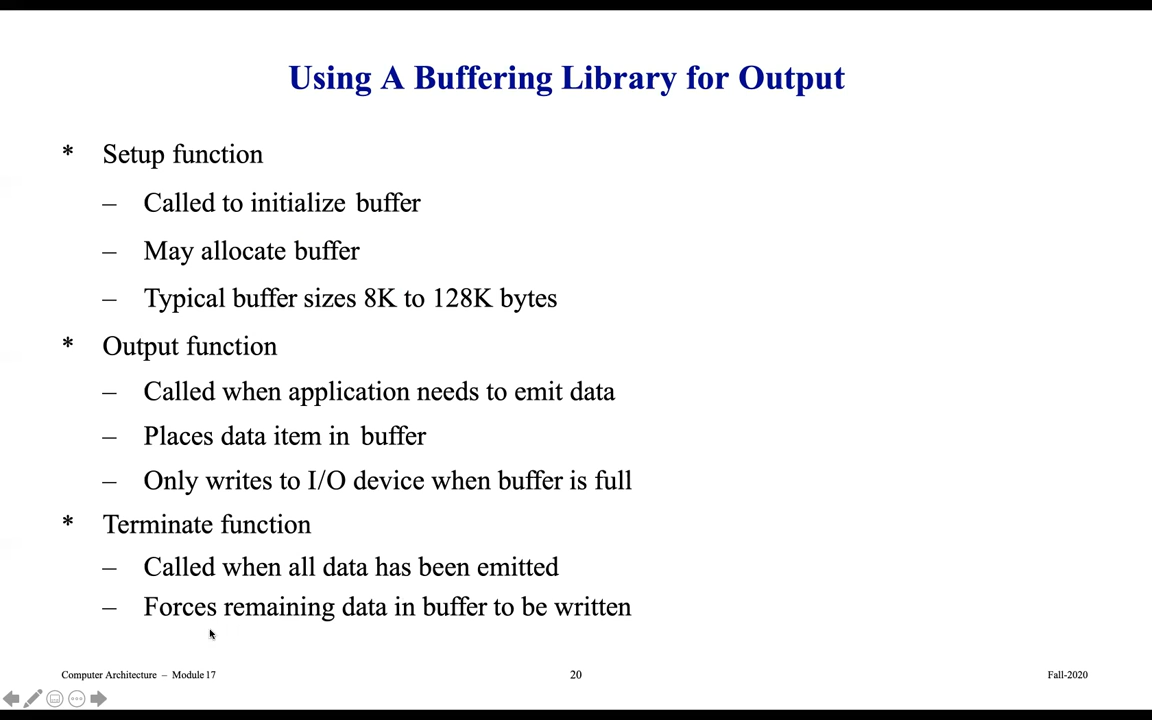 Using A Buffering Library for Output
* Setup function
– Called to initialize buffer
– May allocate buffer
– Typical buffer sizes 8K to 128K bytes
* Output function
– Called when application needs to emit data
– Places data item in buffer
– Only writes to I/O device when buffer is full
* Terminate function
– Called when all data has been emitted
– Forces remaining data in buffer to be written
Computer Architecture – Module 17 20 Fall-2020